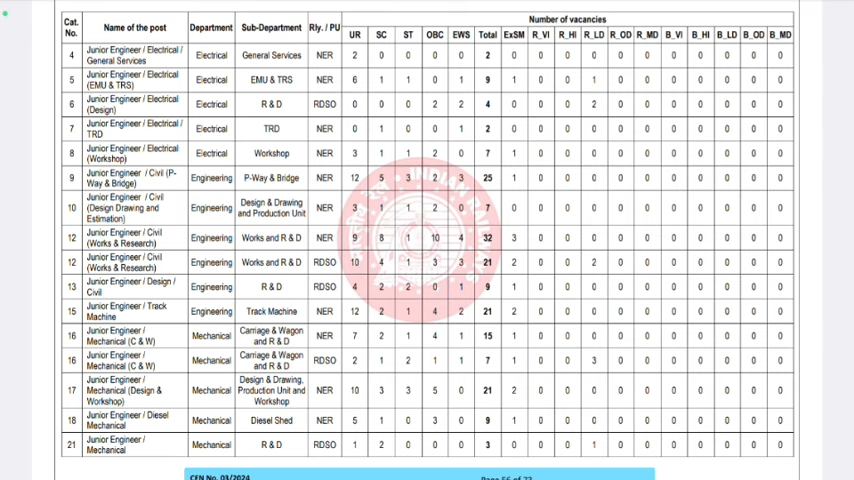 Cat. No. Name of the post Department Sub-Department Rly. / PU Number of vacancies
UR SC ST OBC EWS Total ExSM R_VI R_HI R_LD R_OD R_MD B_VI B_HI B_LD B_OD B_MD
4 Junior Engineer / Electrical / General Services Electrical General Services NER 2 0 0 0 0 2 0 0 0 0 0 0 0 0 0 0 0
5 Junior Engineer / Electrical (EMU & TRS) Electrical EMU & TRS NER 6 1 1 0 1 9 1 0 0 1 0 0 0 0 0 0 0
6 Junior Engineer / Electrical (Design) Electrical R & D RDSO 0 0 0 2 2 4 0 0 0 2 0 0 0 0 0 0 0
7 Junior Engineer / Electrical / TRD Electrical TRD NER 0 1 0 0 1 2 0 0 0 0 0 0 0 0 0 0 0
8 Junior Engineer / Electrical (Workshop) Electrical Workshop NER 3 1 1 2 0 7 1 0 0 0 0 0 0 0 0 0 0
9 Junior Engineer / Civil (P-Way & Bridge) Engineering P-Way & Bridge NER 12 5 3 2 3 25 1 0 0 0 0 0 0 0 0 0 0
10 Junior Engineer / Civil (Design Drawing and Estimation) Engineering Design & Drawing and Production Unit NER 3 1 1 2 0 7 0 0 0 0 0 0 0 0 0 0 0
12 Junior Engineer / Civil (Works & Research) Engineering Works and R & D NER 9 8 1 10 4 32 3 0 0 0 0 0 0 0 0 0 0
12 Junior Engineer / Civil (Works & Research) Engineering Works and R & D RDSO 10 4 1 3 3 21 2 0 0 2 0 0 0 0 0 0 0
13 Junior Engineer / Design / Civil Engineering R & D RDSO 4 2 2 0 1 9 1 0 0 0 0 0 0 0 0 0 0
15 Junior Engineer / Track Machine Engineering Track Machine NER 12 2 1 4 2 21 2 0 0 0 0 0 0 0 0 0 0
16 Junior Engineer / Mechanical (C & W) Mechanical Carriage & Wagon and R & D NER 7 2 1 4 1 15 1 0 0 0 0 0 0 0 0 0 0
16 Junior Engineer / Mechanical (C & W) Mechanical Carriage & Wagon and R & D RDSO 2 1 2 1 1 7 1 0 0 3 0 0 0 0 0 0 0
17 Junior Engineer / Mechanical (Design & Workshop) Mechanical Design & Drawing, Production Unit and Workshop NER 10 3 3 5 0 21 2 0 0 0 0 0 0 0 0 0 0
18 Junior Engineer / Diesel Mechanical Mechanical Diesel Shed NER 5 1 0 3 0 9 1 0 0 0 0 0 0 0 0 0 0
21 Junior Engineer / Mechanical Mechanical R & D RDSO 1 2 0 0 0 3 0 0 0 1 0 0 0 0 0 0 0
INDIAN RAILWAYS
भारतीय रेल
CEN No. 03/2024 Page 56 of